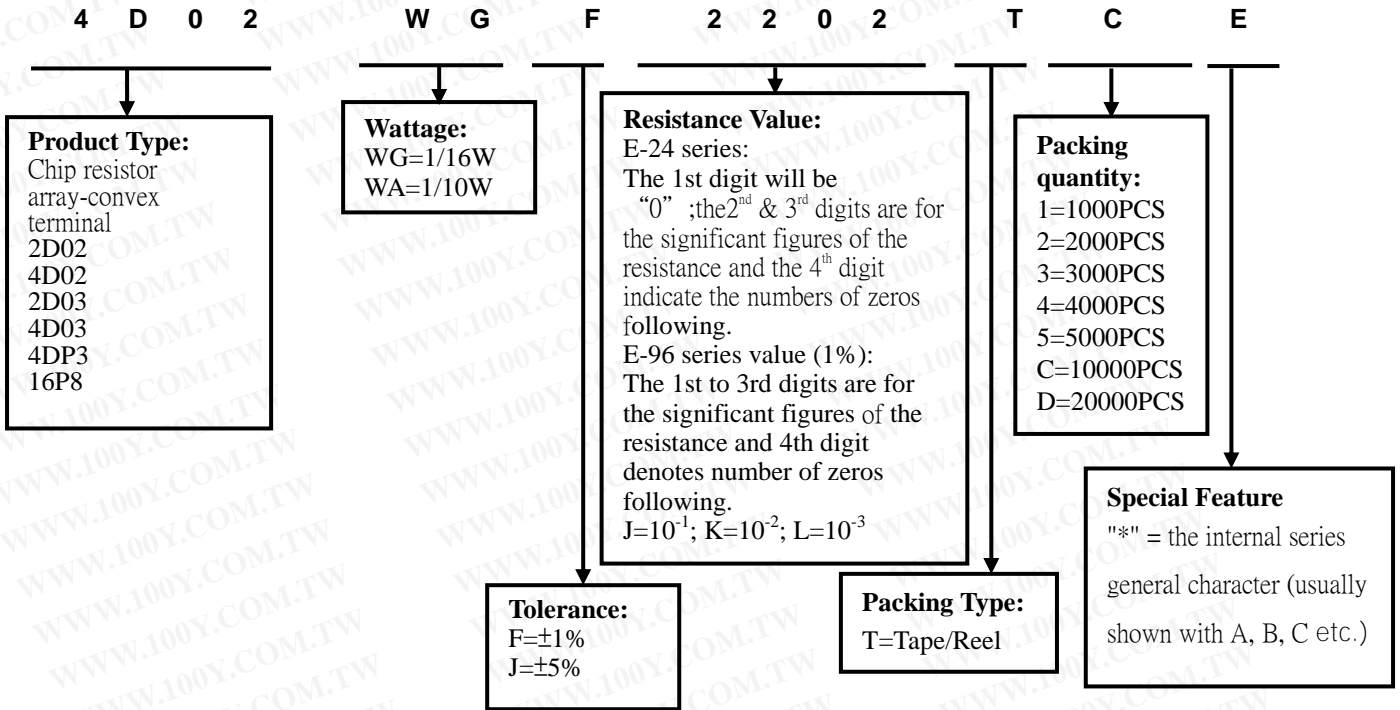 4 D 0 2 W G F 2 2 0 2 T C E
Product Type:
Chip resistor
array-convex
terminal
2D02
4D02
2D03
4D03
4DP3
16P8
Wattage:
WG=1/16W
WA=1/10W
Resistance Value:
E-24 series:
The 1st digit will be
“0” ;the2nd & 3rd digits are for
the significant figures of the
resistance and the 4th digit
indicate the numbers of zeros
following.
E-96 series value (1%):
The 1st to 3rd digits are for
the significant figures of the
resistance and 4th digit
denotes number of zeros
following.
J=10-1; K=10-2; L=10-3
Packing
quantity:
1=1000PCS
2=2000PCS
3=3000PCS
4=4000PCS
5=5000PCS
C=10000PCS
D=20000PCS
Tolerance:
F=±1%
J=±5%
Packing Type:
T=Tape/Reel
Special Feature
"*" = the internal series
general character (usually
shown with A, B, C etc.)
WWW.100Y.COM.TW